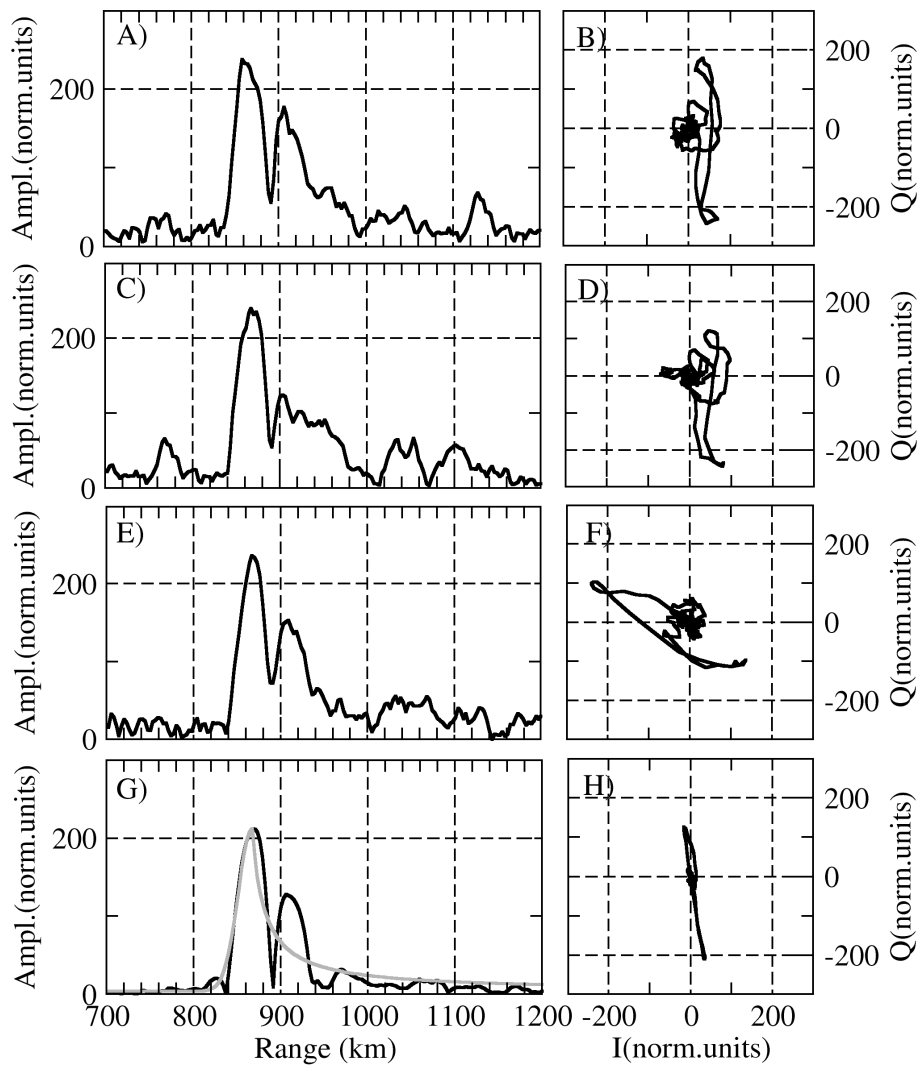 A)
B)
200
0
Ampl.(norm.units)
200
0
-200
Q(norm.units)
C)
D)
200
0
Ampl.(norm.units)
200
0
-200
Q(norm.units)
E)
F)
200
0
Ampl.(norm.units)
200
0
-200
Q(norm.units)
G)
H)
200
0
Ampl.(norm.units)
200
0
-200
Q(norm.units)
700 800 900 1000 1100 1200
-200 0 200
Range (km)
I(norm.units)